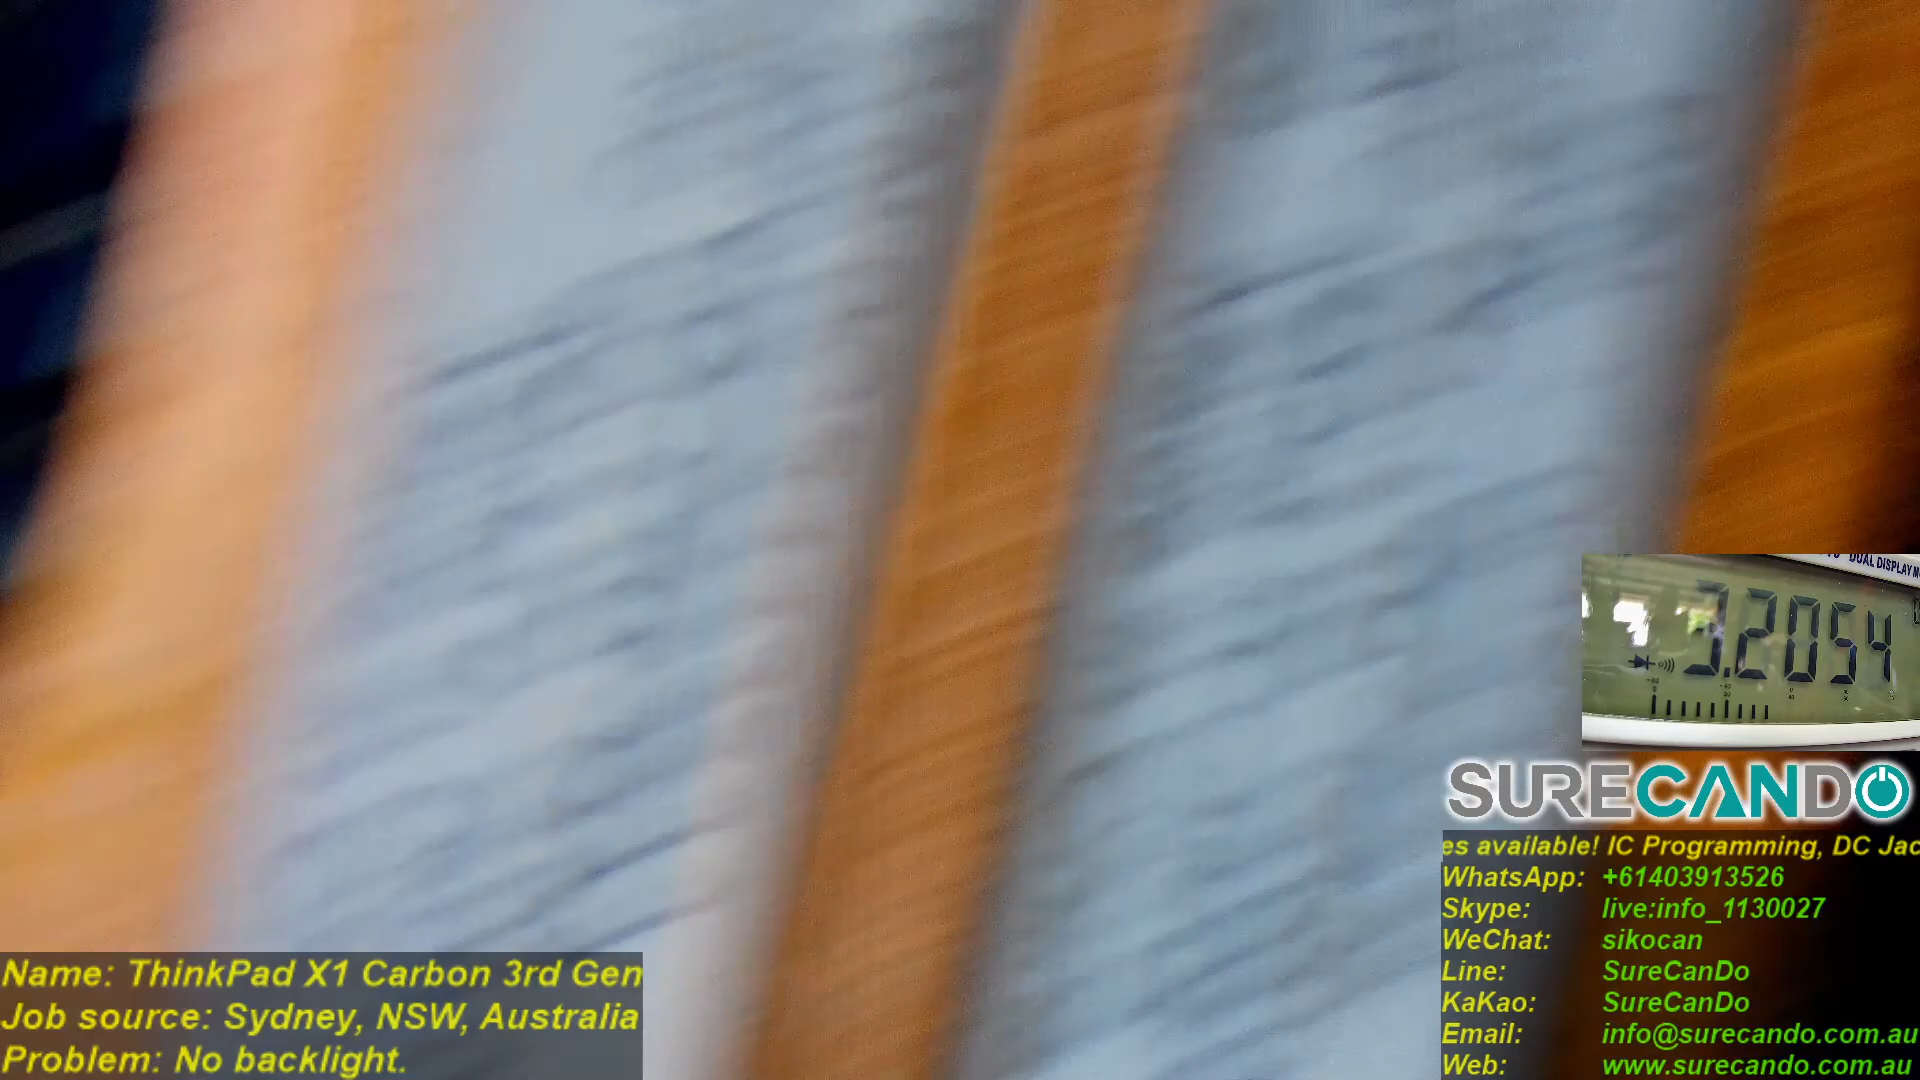 DUAL DISPLAY
3.2054
SURECANDO
es available! IC Programming, DC Jac
WhatsApp: +61403913526
Skype: live:info_1130027
WeChat: sikocan
Line: SureCanDo
KaKao: SureCanDo
Email: info@surecando.com.au
Web: www.surecando.com.au
Name: ThinkPad X1 Carbon 3rd Gen
Job source: Sydney, NSW, Australia
Problem: No backlight.